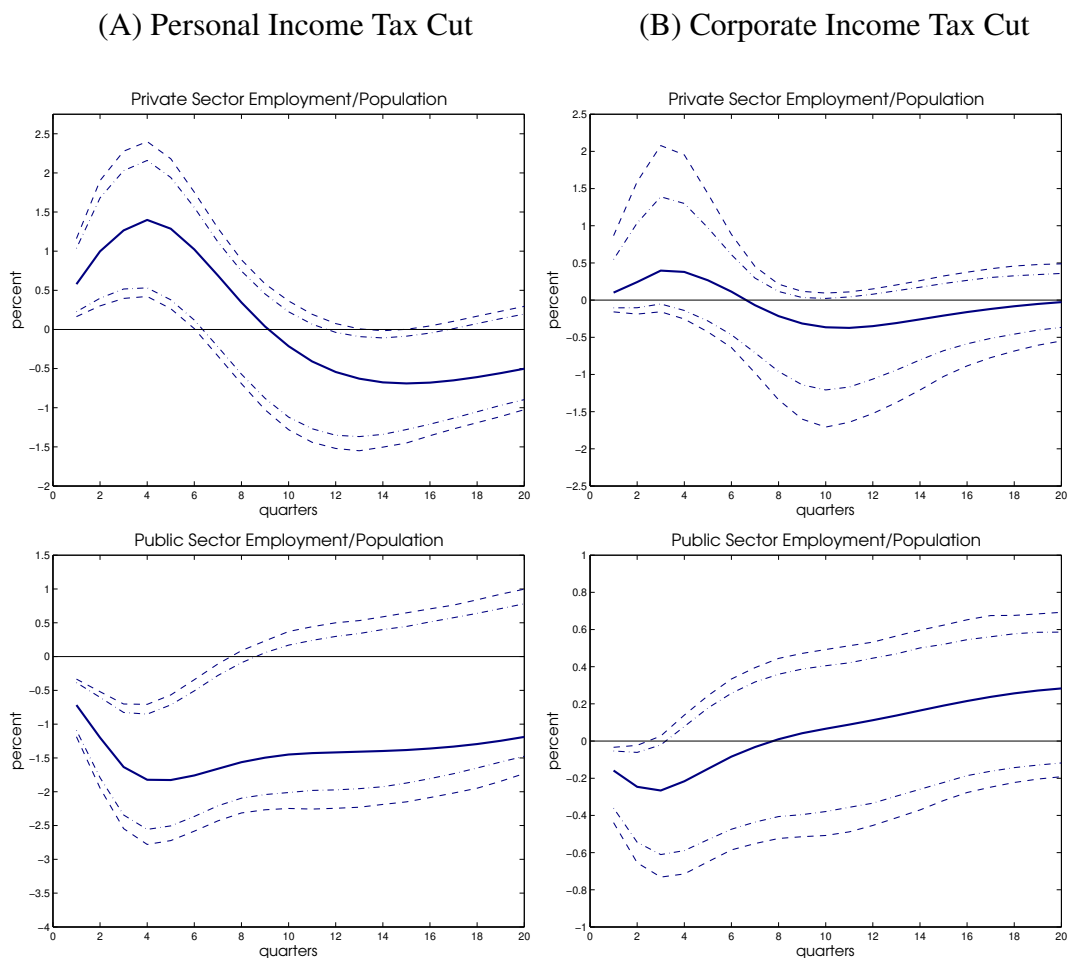 (A) Personal Income Tax Cut
(B) Corporate Income Tax Cut
Private Sector Employment/Population
2.5
2
1.5
1
0.5
0
−0.5
−1
−1.5
−2
percent
0 2 4 6 8 10 12 14 16 18 20
quarters
Private Sector Employment/Population
2.5
2
1.5
1
0.5
0
−0.5
−1
−1.5
−2
−2.5
percent
0 2 4 6 8 10 12 14 16 18 20
quarters
Public Sector Employment/Population
1.5
1
0.5
0
−0.5
−1
−1.5
−2
−2.5
−3
−3.5
−4
percent
0 2 4 6 8 10 12 14 16 18 20
quarters
Public Sector Employment/Population
1
0.8
0.6
0.4
0.2
0
−0.2
−0.4
−0.6
−0.8
−1
percent
0 2 4 6 8 10 12 14 16 18 20
quarters